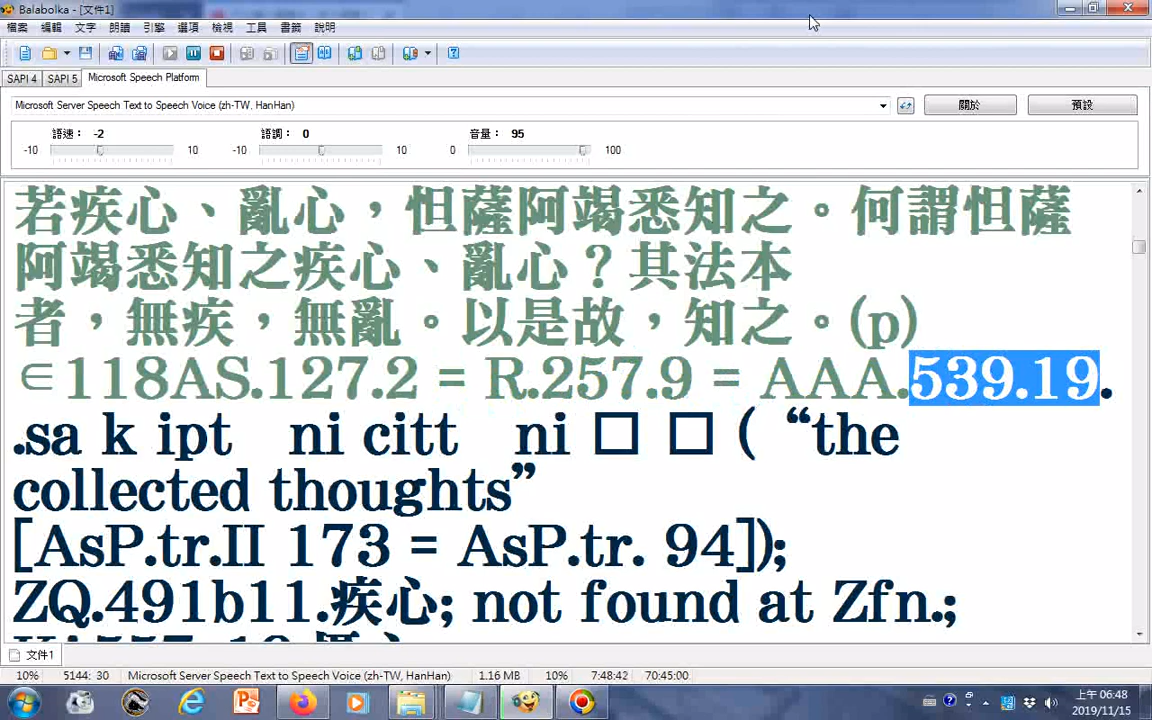 Balabolka - [文件1]
檔案 編輯 文字 朗讀 引擎 選項 檢視 工具 書籤 說明
SAPI 4 SAPI 5 Microsoft Speech Platform
Microsoft Server Speech Text to Speech Voice (zh-TW, HanHan) 關於 預設
語速： -2 語調： 0 音量： 95
-10 10 -10 10 0 100
若疾心、亂心，怛薩阿竭悉知之。何謂怛薩
阿竭悉知之疾心、亂心？其法本
者，無疾，無亂。以是故，知之。(p)
∈118AS.127.2 = R.257.9 = AAA.539.19.
.sa k ipt ni citt ni □ □ ( “the
collected thoughts”
[AsP.tr.II 173 = AsP.tr. 94]);
ZQ.491b11.疾心; not found at Zfn.;
文件1
10% 5144: 30 Microsoft Server Speech Text to Speech Voice (zh-TW, HanHan) 1.16 MB 10% 7:48:42 70:45:00
上午 06:48
2019/11/15